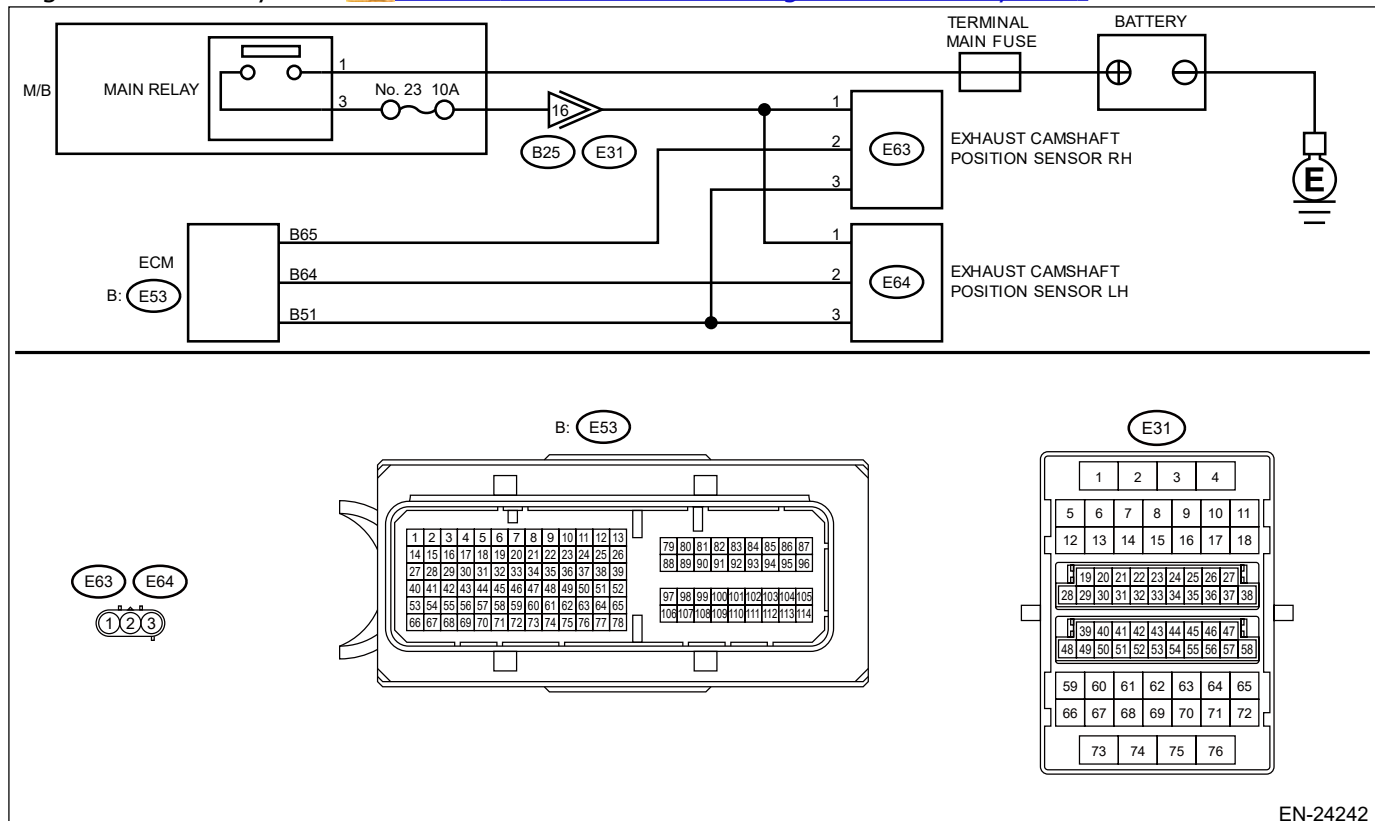 TERMINAL
MAIN FUSE
BATTERY
M/B
MAIN RELAY
1
3
No. 23 10A
16
B25
E31
1
2
3
E63
EXHAUST CAMSHAFT
POSITION SENSOR RH
E
ECM
B: E53
B65
B64
B51
1
2
3
E64
EXHAUST CAMSHAFT
POSITION SENSOR LH
E63 E64
1 2 3
B: E53
1 2 3 4 5 6 7 8 9 10 11 12 13
14 15 16 17 18 19 20 21 22 23 24 25 26
27 28 29 30 31 32 33 34 35 36 37 38 39
40 41 42 43 44 45 46 47 48 49 50 51 52
53 54 55 56 57 58 59 60 61 62 63 64 65
66 67 68 69 70 71 72 73 74 75 76 77 78
79 80 81 82 83 84 85 86 87
88 89 90 91 92 93 94 95 96
97 98 99 100 101 102 103 104 105
106 107 108 109 110 111 112 113 114
E31
1 2 3 4
5 6 7 8 9 10 11
12 13 14 15 16 17 18
19 20 21 22 23 24 25 26 27
28 29 30 31 32 33 34 35 36 37 38
39 40 41 42 43 44 45 46 47
48 49 50 51 52 53 54 55 56 57 58
59 60 61 62 63 64 65
66 67 68 69 70 71 72
73 74 75 76
EN-24242